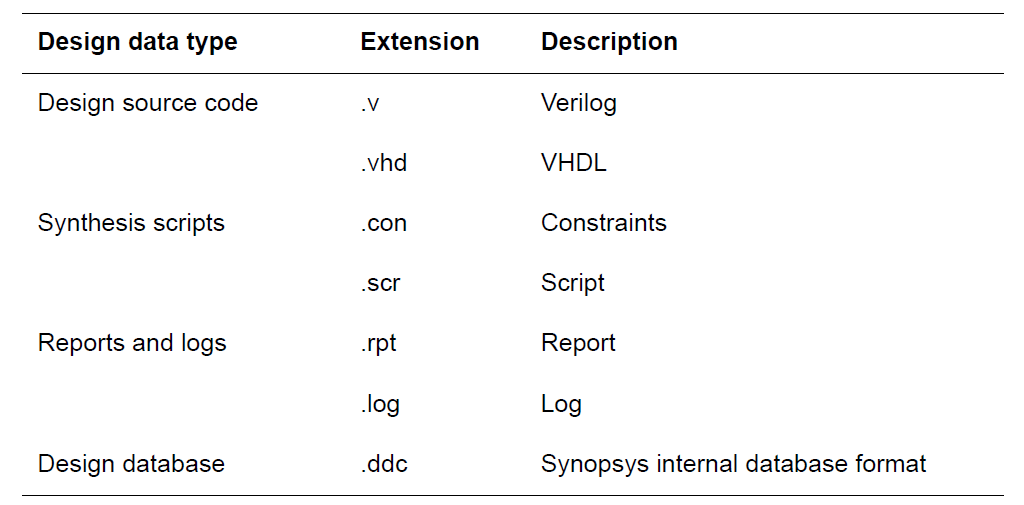 Design data type Extension Description
Design source code .v Verilog
.vhd VHDL
Synthesis scripts .con Constraints
.scr Script
Reports and logs .rpt Report
.log Log
Design database .ddc Synopsys internal database format